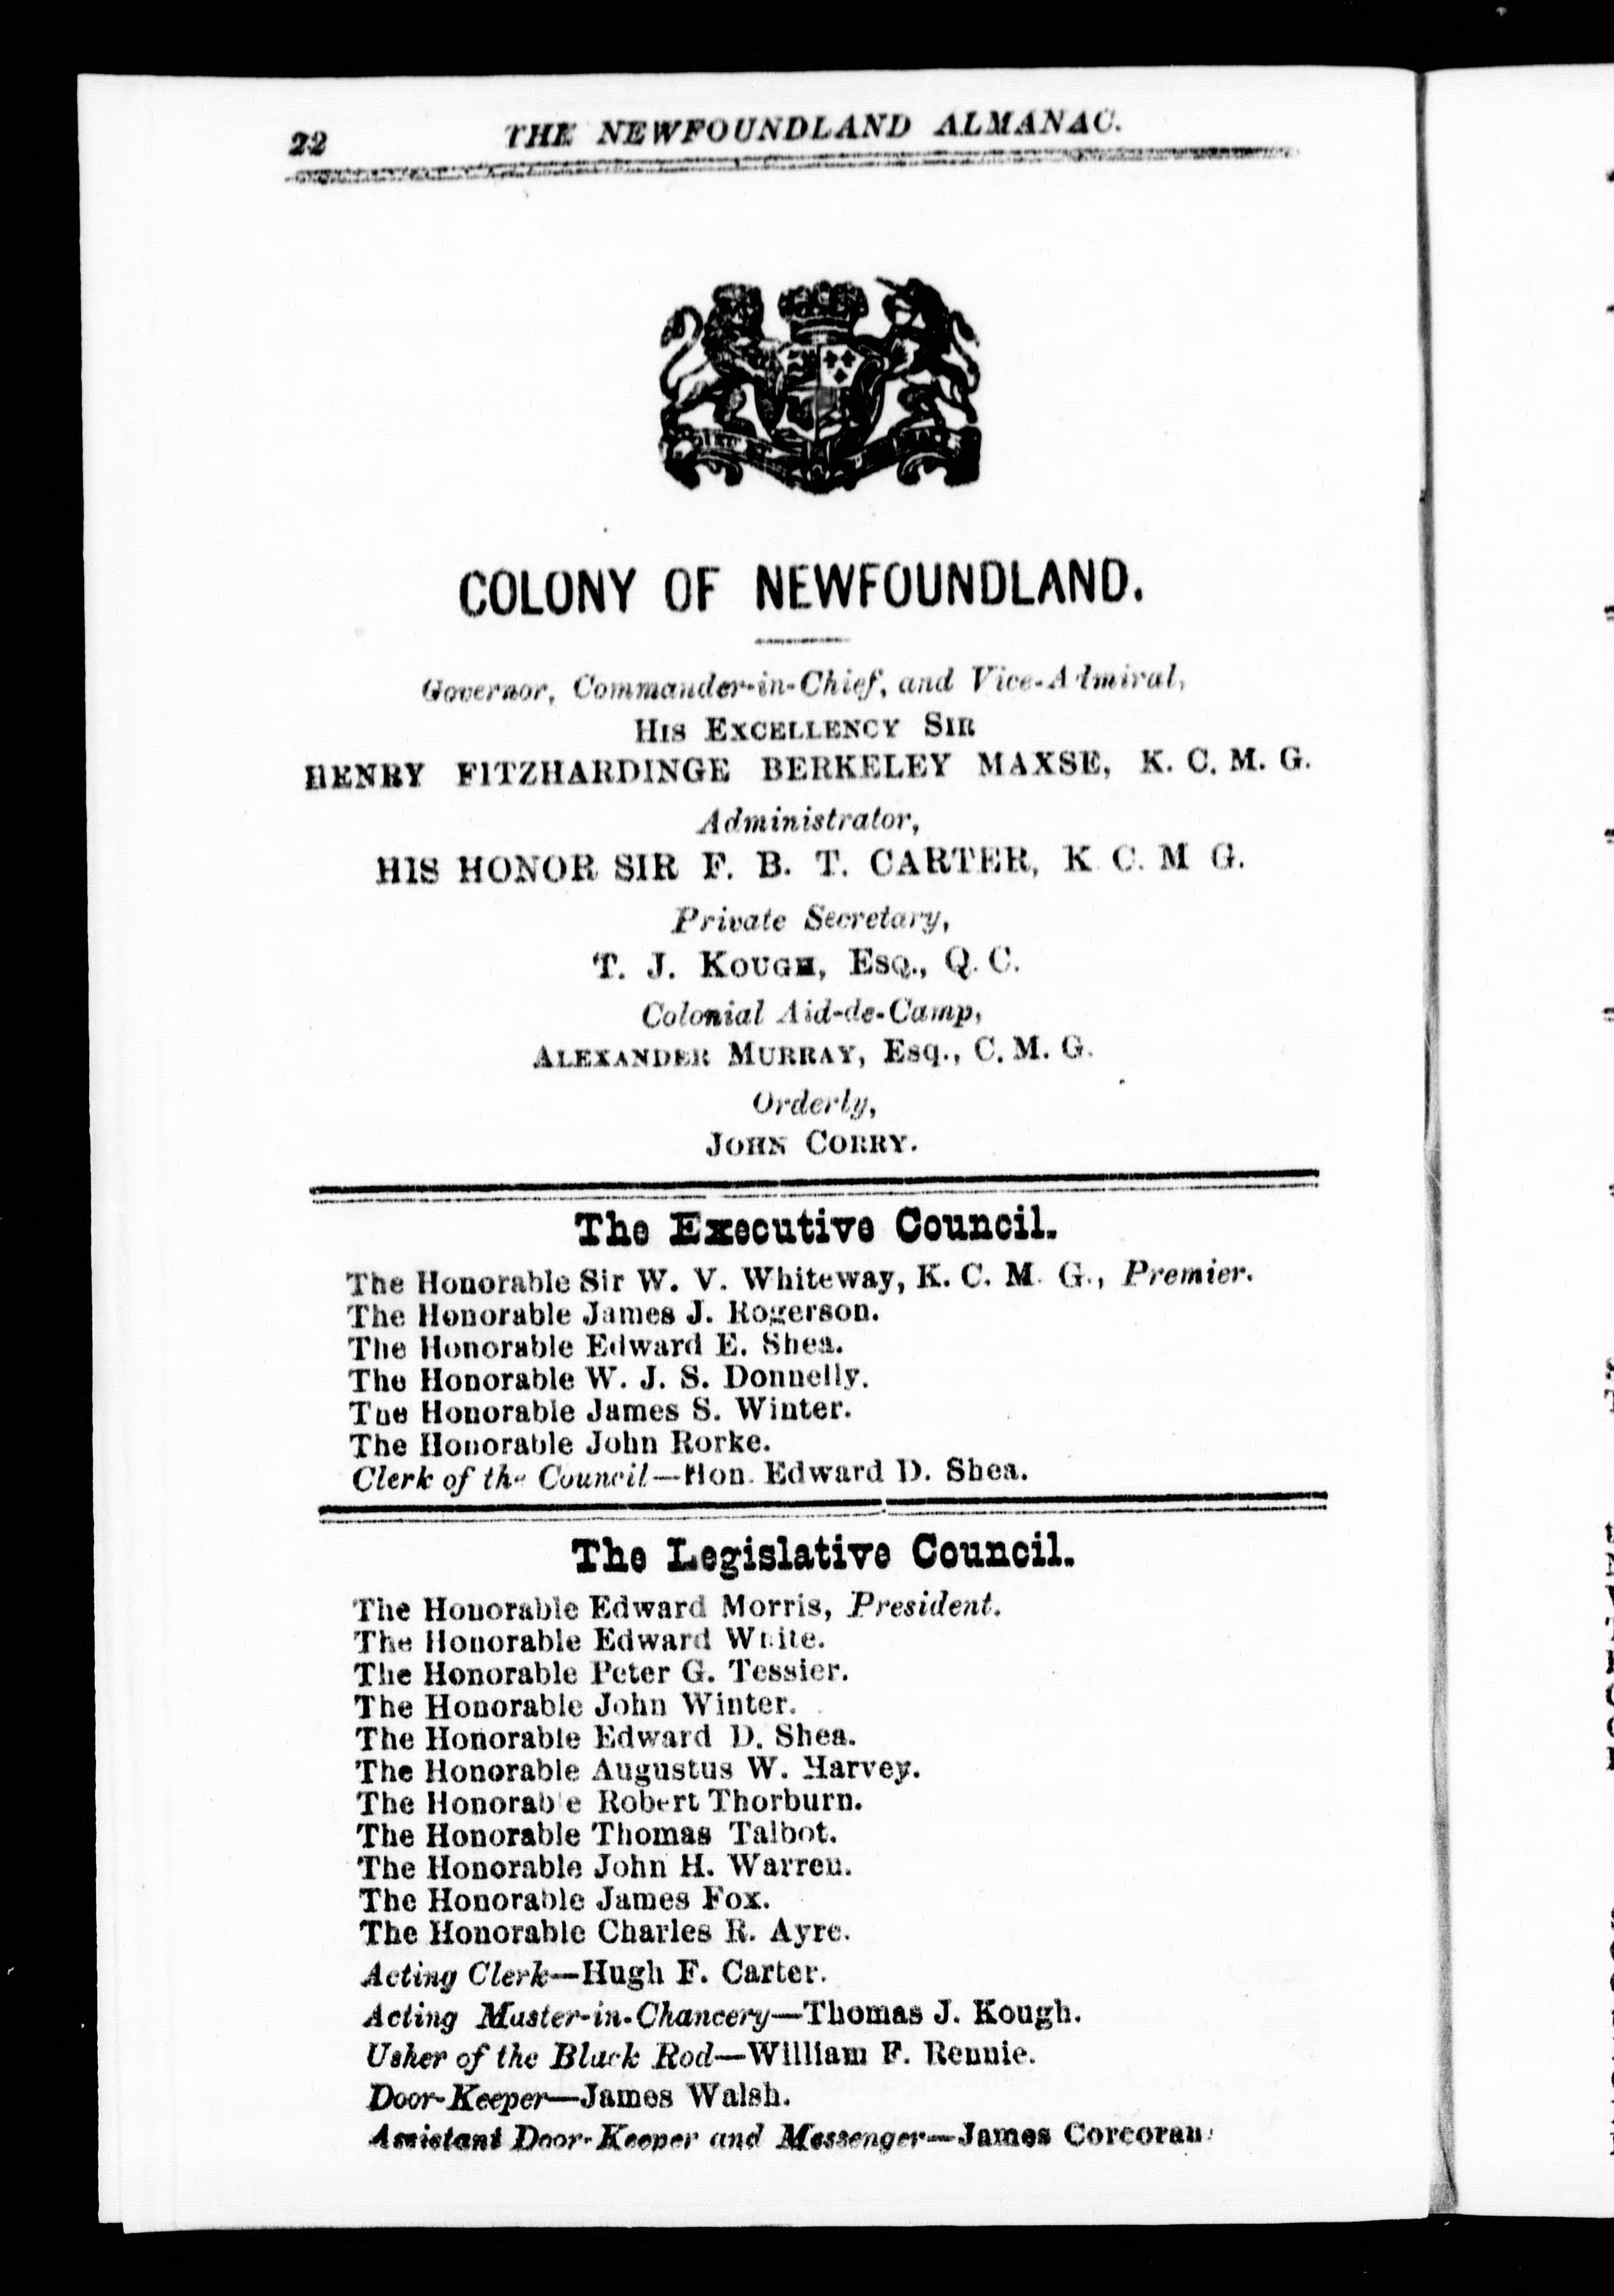 22 THE NEWFOUNDLAND ALMANAC.
COLONY OF NEWFOUNDLAND.
Governor, Commander-in-Chief, and Vice-Admiral,
HIS EXCELLENCY SIR
HENRY FITZHARDINGE BERKELEY MAXSE, K. C. M. G.
Administrator,
HIS HONOR SIR F. B. T. CARTER, K C. M G.
Private Secretary,
T. J. KOUGH, ESQ., Q. C.
Colonial Aid-de-Camp,
ALEXANDER MURRAY, Esq., C. M. G.
Orderly,
JOHN CORRY.
The Executive Council.
The Honorable Sir W. V. Whiteway, K. C. M. G., Premier.
The Honorable James J. Rogerson.
The Honorable Edward E. Shea.
The Honorable W. J. S. Donnelly.
The Honorable James S. Winter.
The Honorable John Rorke.
Clerk of the Council—Hon. Edward D. Shea.
The Legislative Council.
The Honorable Edward Morris, President.
The Honorable Edward White.
The Honorable Peter G. Tessier.
The Honorable John Winter.
The Honorable Edward D. Shea.
The Honorable Augustus W. Harvey.
The Honorable Robert Thorburn.
The Honorable Thomas Talbot.
The Honorable John H. Warren.
The Honorable James Fox.
The Honorable Charles R. Ayre.
Acting Clerk—Hugh F. Carter.
Acting Master-in-Chancery—Thomas J. Kough.
Usher of the Black Rod—William F. Rennie.
Door-Keeper—James Walsh.
Assistant Door-Keeper and Messenger—James Corcoran.